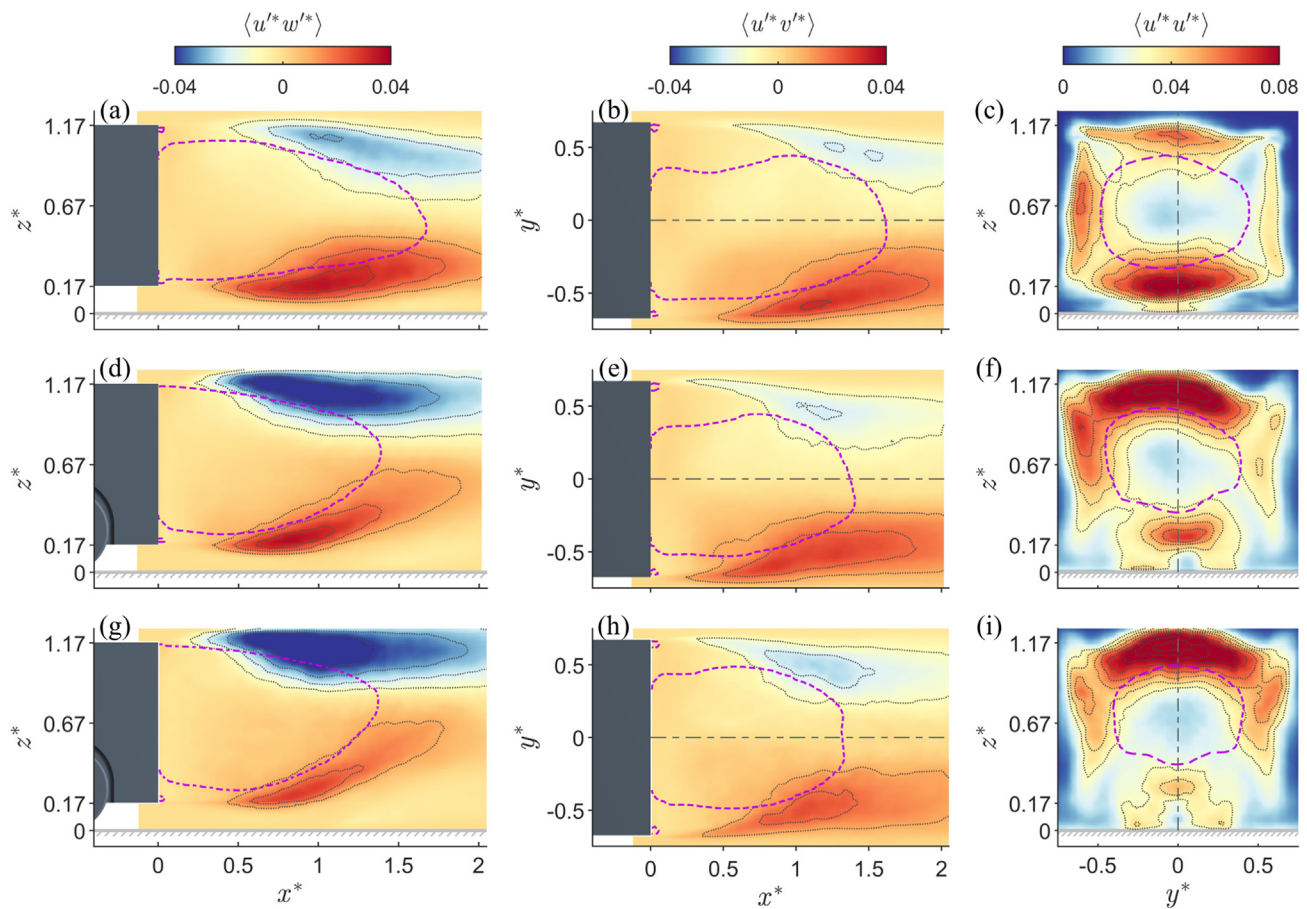 ⟨u′*w′*⟩ ⟨u′*v′*⟩ ⟨u′*u′*⟩
-0.04 0 0.04 -0.04 0 0.04 0 0.04 0.08
(a) (b) (c)
1.17 0.5 1.17
z* 0.67 y* 0 z* 0.67
0.17 -0.5 0.17
0 0
(d) (e) (f)
1.17 0.5 1.17
z* 0.67 y* 0 z* 0.67
0.17 -0.5 0.17
0 0
(g) (h) (i)
1.17 0.5 1.17
z* 0.67 y* 0 z* 0.67
0.17 -0.5 0.17
0 0
0 0.5 1 1.5 2 0 0.5 1 1.5 2 -0.5 0 0.5
x* x* y*